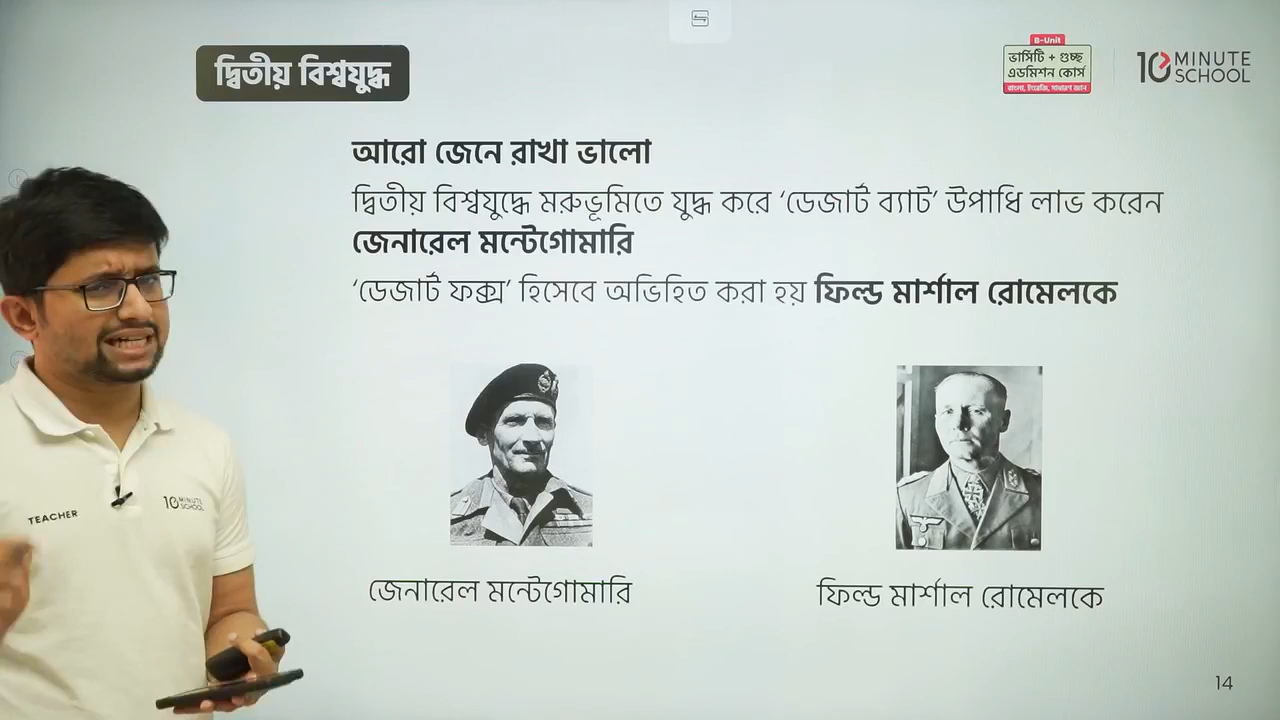 দ্বিতীয় বিশ্বযুদ্ধ
B-Unit
ভার্সিটি + গুচ্ছ
এডমিশন কোর্স
বাংলা, ইংরেজি, সাধারণ জ্ঞান
10 MINUTE
SCHOOL
আরো জেনে রাখা ভালো
দ্বিতীয় বিশ্বযুদ্ধে মরুভূমিতে যুদ্ধ করে ‘ডেজার্ট ব্যাট’ উপাধি লাভ করেন
জেনারেল মন্টেগোমারি
‘ডেজার্ট ফক্স’ হিসেবে অভিহিত করা হয় ফিল্ড মার্শাল রোমেলকে
TEACHER
10 MINUTE
SCHOOL
জেনারেল মন্টেগোমারি
ফিল্ড মার্শাল রোমেলকে
14